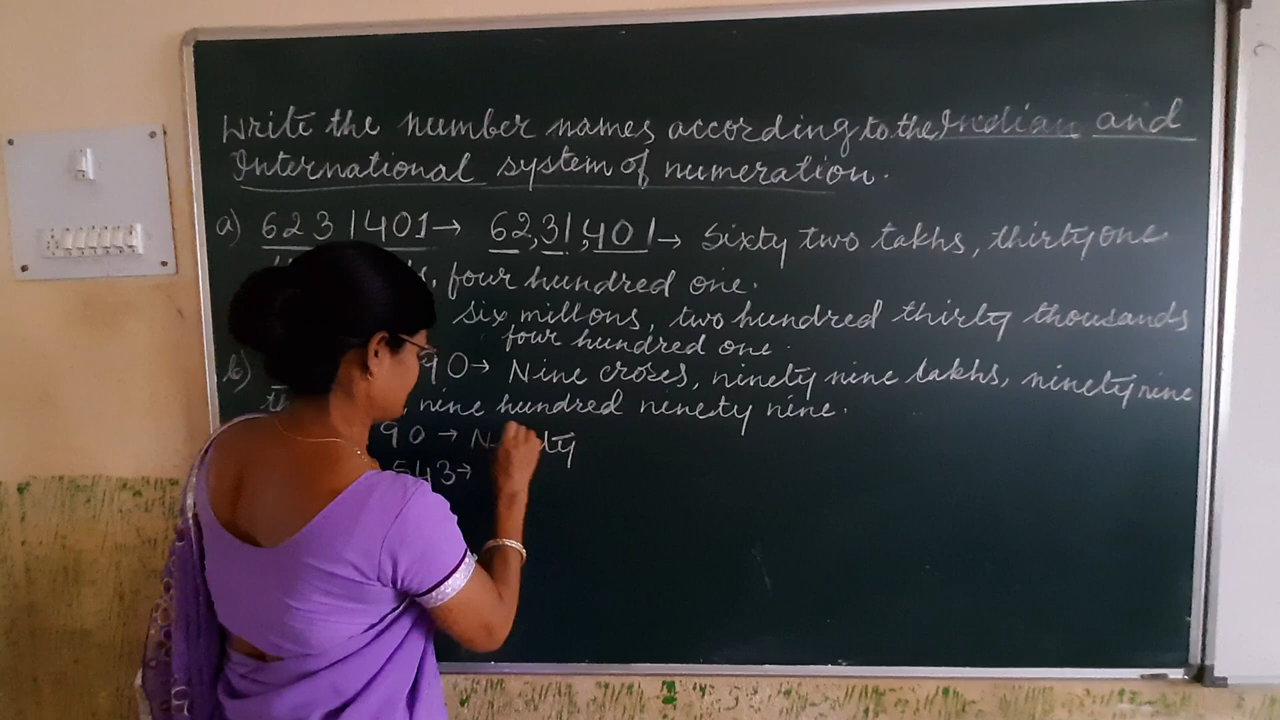 Write the number names according to the Indian and
International system of numeration.
a) 6231401 → 62,31,401 → Sixty two lakhs, thirty one
four hundred one.
six millons, two hundred thirty thousands
four hundred one.
b) 90 → Nine crores, ninety nine lakhs, ninety nine
nine hundred ninety nine.
90 →
543 →